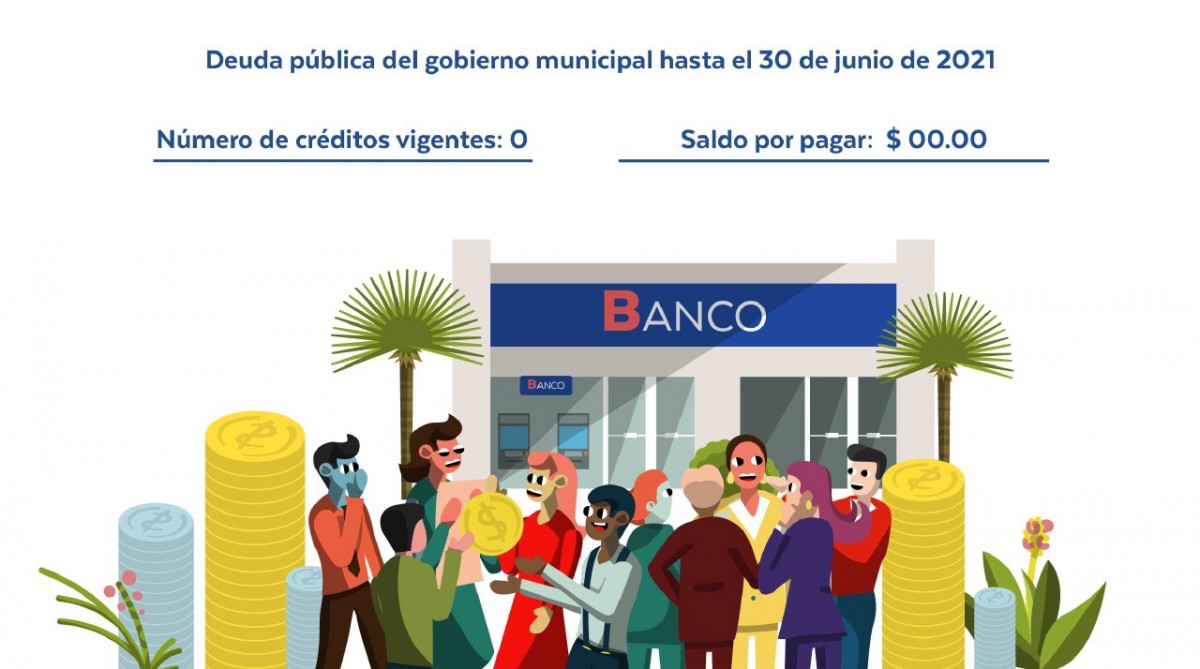 Deuda pública del gobierno municipal hasta el 30 de junio de 2021
Número de créditos vigentes: 0
Saldo por pagar: $ 00.00
BANCO
BANCO
$